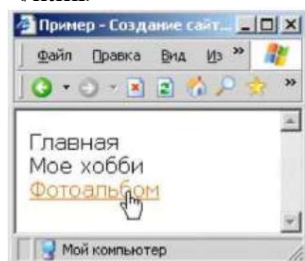 Пример - Создание сайт...
Файл Правка Вид Из »
»
Главная
Мое хобби
Фотоальбом
Мой компьютер